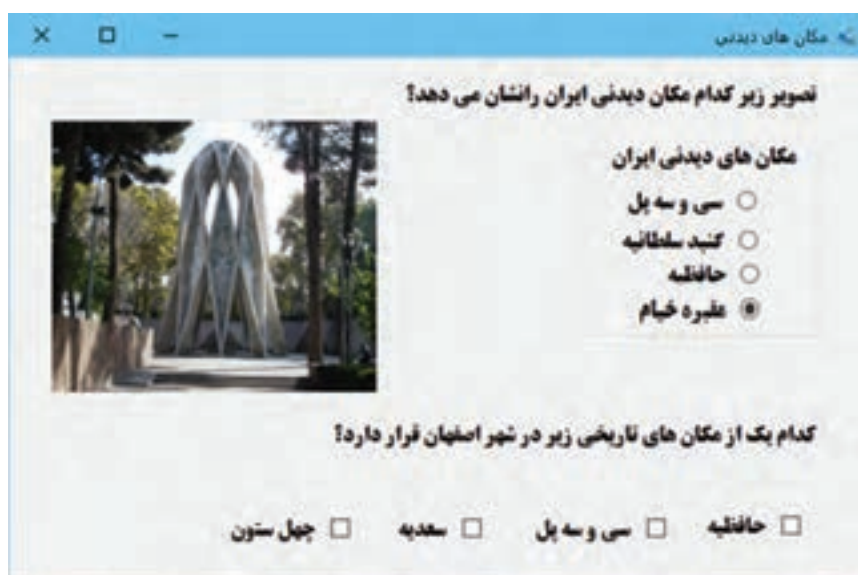 مکان های دیدنی
تصویر زیر کدام مکان دیدنی ایران رانشان می دهد؟
مکان های دیدنی ایران
سی و سه پل
گنبد سلطانیه
حافظیه
مقبره خیام
کدام یک از مکان های تاریخی زیر در شهر اصفهان قرار دارد؟
حافظیه سی و سه پل سعدیه چهل ستون